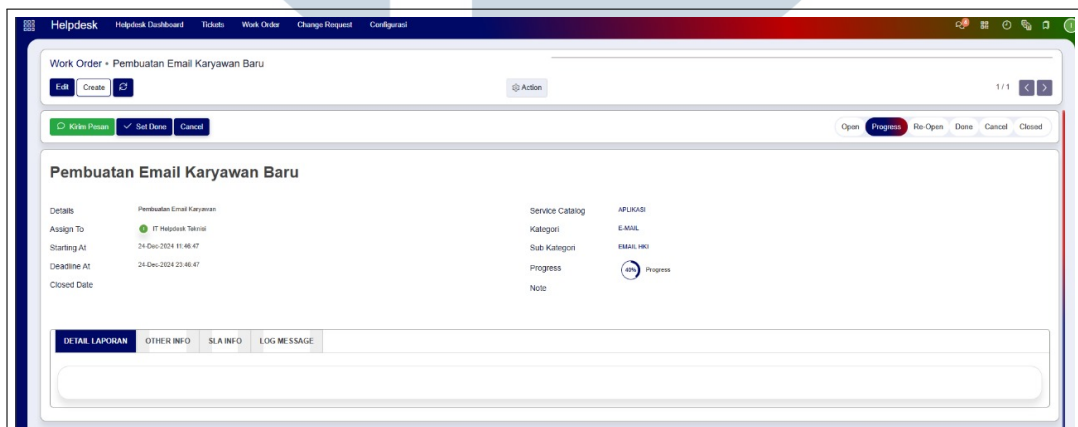 Helpdesk Helpdesk Dashboard Tickets Work Order Change Request Configurasi
Work Order • Pembuatan Email Karyawan Baru
Edit Create Action 1 / 1
Kirim Pesan Set Done Cancel Open Progress Re-Open Done Cancel Closed
Pembuatan Email Karyawan Baru
Details Pembuatan Email Karyawan Service Catalog APLIKASI
Assign To IT Helpdesk Teknisi Kategori E-MAIL
Starting At 24-Dec-2024 11:46:47 Sub Kategori EMAIL HKI
Deadline At 24-Dec-2024 23:46:47 Progress 40% Progress
Closed Date Note
DETAIL LAPORAN OTHER INFO SLA INFO LOG MESSAGE